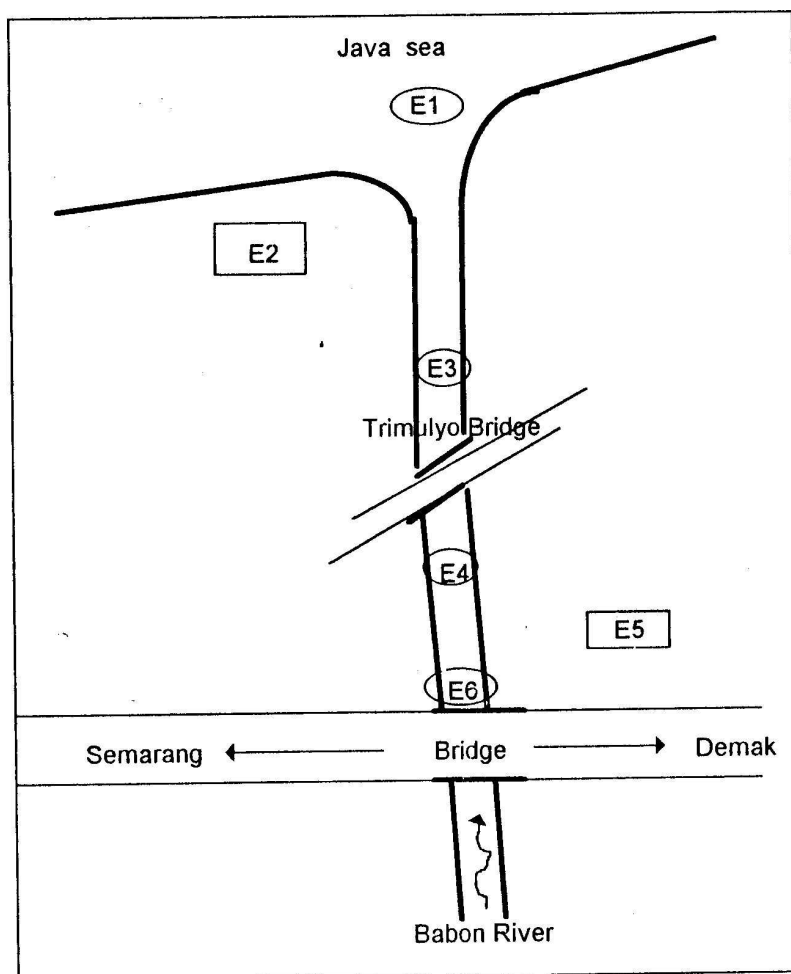 Java sea
E1
E2
E3
Trimulyo Bridge
E4
E5
E6
Semarang
Bridge
Demak
Babon River